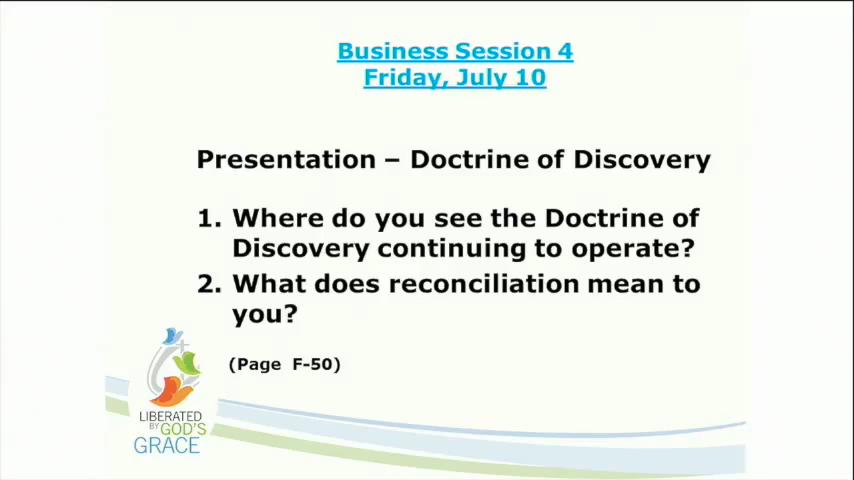 Business Session 4
Friday, July 10
Presentation – Doctrine of Discovery
1. Where do you see the Doctrine of
Discovery continuing to operate?
2. What does reconciliation mean to
you?
(Page F-50)
LIBERATED
BY GOD'S
GRACE